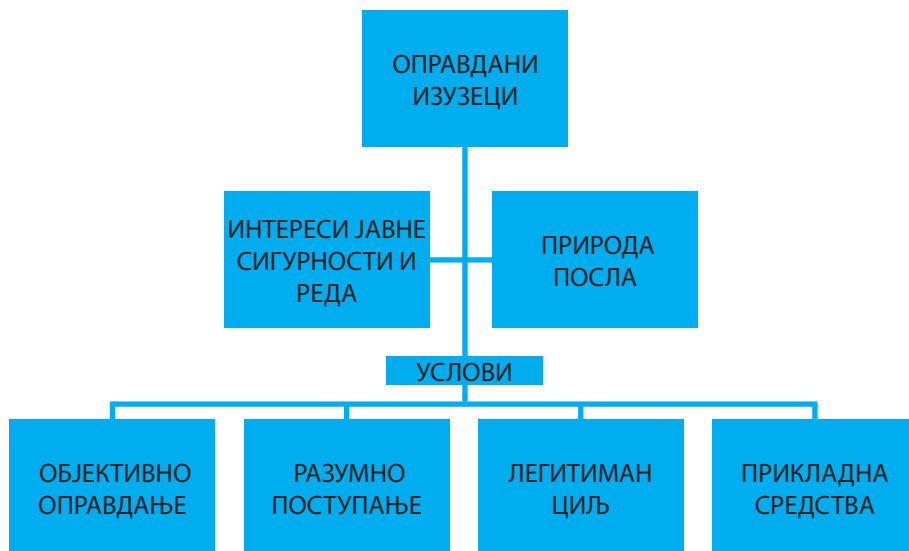 ОПРАВДАНИ
ИЗУЗЕЦИ
ИНТЕРЕСИ ЈАВНЕ
СИГУРНОСТИ И
РЕДА
ПРИРОДА
ПОСЛА
УСЛОВИ
ОБЈЕКТИВНО
ОПРАВДАЊЕ
РАЗУМНО
ПОСТУПАЊЕ
ЛЕГИТИМАН
ЦИЉ
ПРИКЛАДНА
СРЕДСТВА